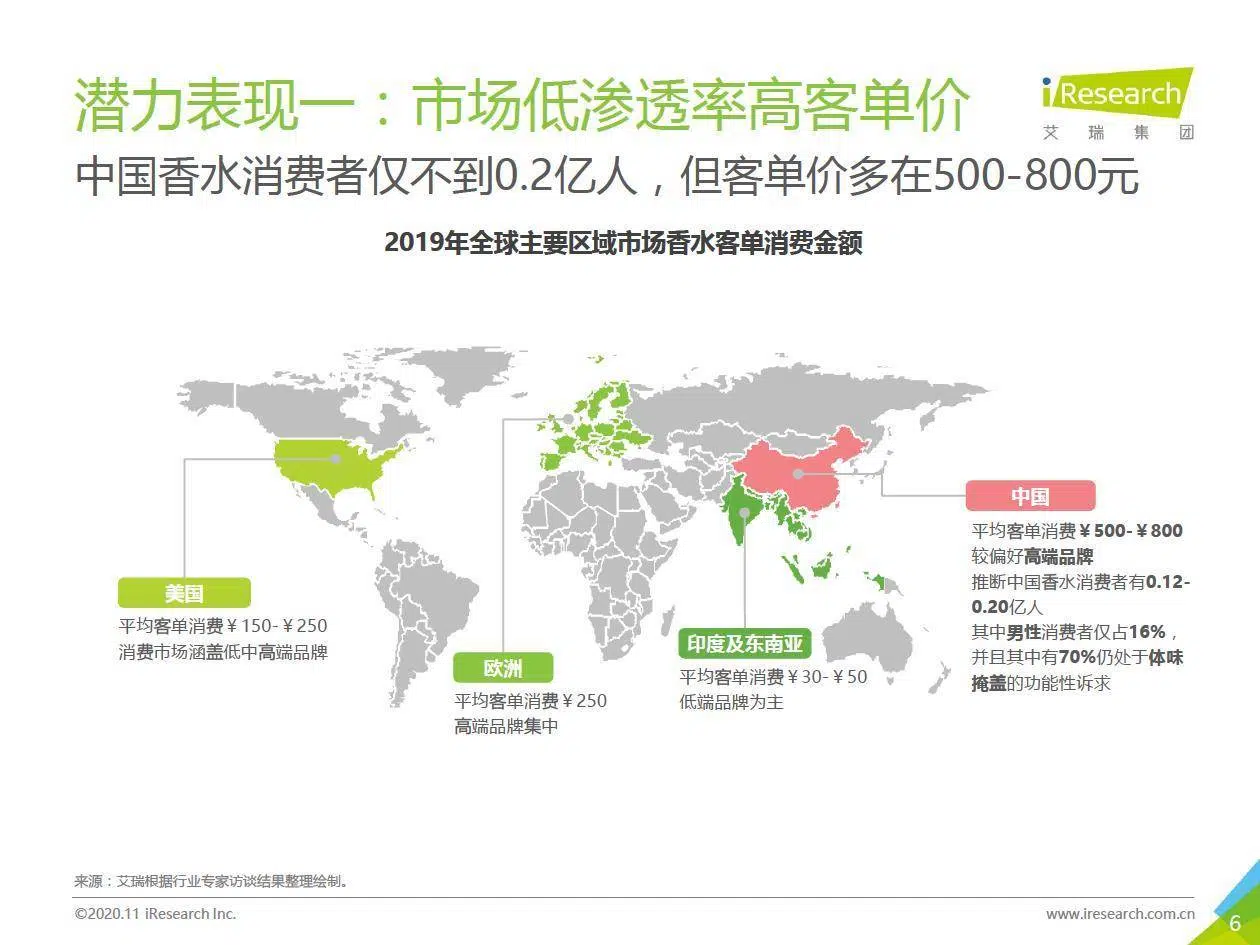 潜力表现一：市场低渗透率高客单价
iResearch
艾瑞集团
中国香水消费者仅不到0.2亿人，但客单价多在500-800元
2019年全球主要区域市场香水客单消费金额
美国
平均客单消费￥150-￥250
消费市场涵盖低中高端品牌
欧洲
平均客单消费￥250
高端品牌集中
印度及东南亚
平均客单消费￥30-￥50
低端品牌为主
中国
平均客单消费￥500-￥800
较偏好高端品牌
推断中国香水消费者有0.12-
0.20亿人
其中男性消费者仅占16%，
并且其中有70%仍处于体味
掩盖的功能性诉求
来源：艾瑞根据行业专家访谈结果整理绘制。
©2020.11 iResearch Inc.
www.iresearch.com.cn
6